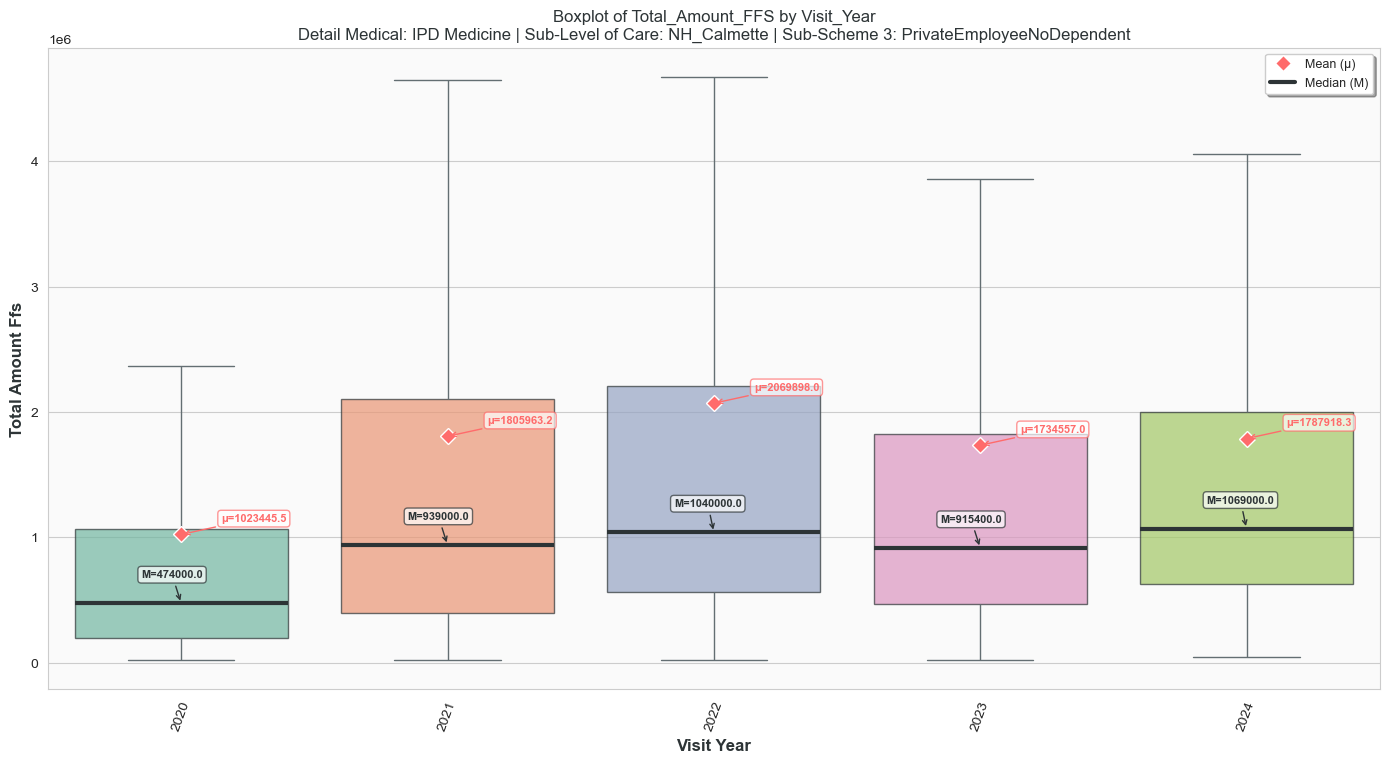 Boxplot of Total_Amount_FFS by Visit_Year
Detail Medical: IPD Medicine | Sub-Level of Care: NH_Calmette | Sub-Scheme 3: PrivateEmployeeNoDependent
1e6
Mean (μ)
Median (M)
4
3
2
1
0
Total Amount Ffs
μ=1023445.5
M=474000.0
μ=1805963.2
M=939000.0
μ=2069898.0
M=1040000.0
μ=1734557.0
M=915400.0
μ=1787918.3
M=1069000.0
2020
2021
2022
2023
2024
Visit Year